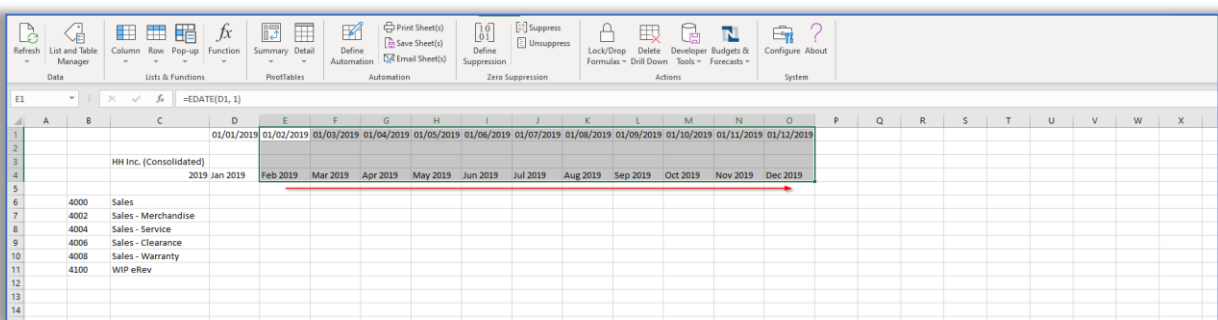 Refresh
List and Table Manager
Column Row Pop-up Function
Summary Detail
Define Automation
Print Sheet(s)
Save Sheet(s)
Email Sheet(s)
Define Suppression
Suppress
Unsuppress
Lock/Drop Formulas
Delete Drill Down
Developer Tools
Budgets & Forecasts
Configure About
Data Lists & Functions PivotTables Automation Zero Suppression Actions System
E1 fx =EDATE(D1, 1)
A B C D E F G H I J K L M N O P Q R S T U V W X
1 01/01/2019 01/02/2019 01/03/2019 01/04/2019 01/05/2019 01/06/2019 01/07/2019 01/08/2019 01/09/2019 01/10/2019 01/11/2019 01/12/2019
2
3 HH Inc. (Consolidated)
4 2019 Jan 2019 Feb 2019 Mar 2019 Apr 2019 May 2019 Jun 2019 Jul 2019 Aug 2019 Sep 2019 Oct 2019 Nov 2019 Dec 2019
5
6 4000 Sales
7 4002 Sales - Merchandise
8 4004 Sales - Service
9 4006 Sales - Clearance
10 4008 Sales - Warranty
11 4100 WIP eRev
12
13
14